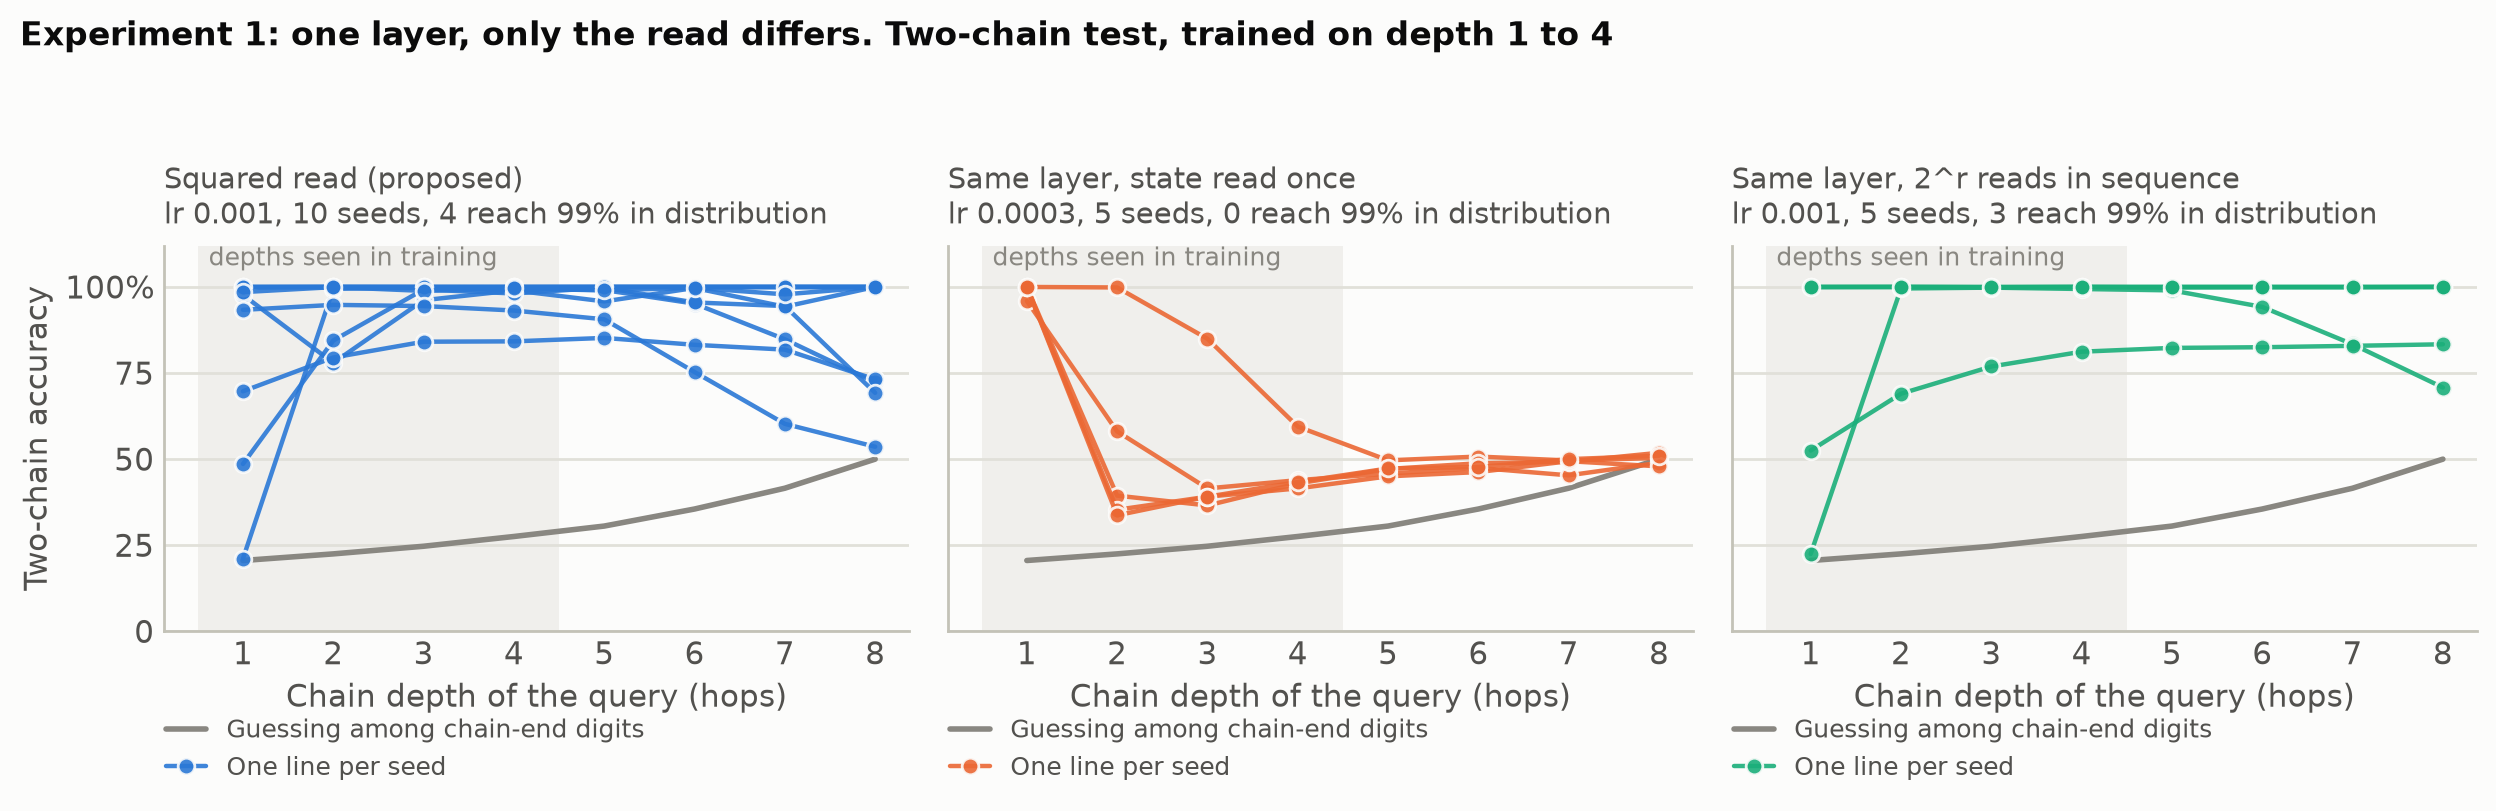 Experiment 1: one layer, only the read differs. Two-chain test, trained on depth 1 to 4
Squared read (proposed)
lr 0.001, 10 seeds, 4 reach 99% in distribution
depths seen in training
Two-chain accuracy
100%
75
50
25
0
1 2 3 4 5 6 7 8
Chain depth of the query (hops)
Guessing among chain-end digits
One line per seed
Same layer, state read once
lr 0.0003, 5 seeds, 0 reach 99% in distribution
depths seen in training
1 2 3 4 5 6 7 8
Chain depth of the query (hops)
Guessing among chain-end digits
One line per seed
Same layer, 2^r reads in sequence
lr 0.001, 5 seeds, 3 reach 99% in distribution
depths seen in training
1 2 3 4 5 6 7 8
Chain depth of the query (hops)
Guessing among chain-end digits
One line per seed